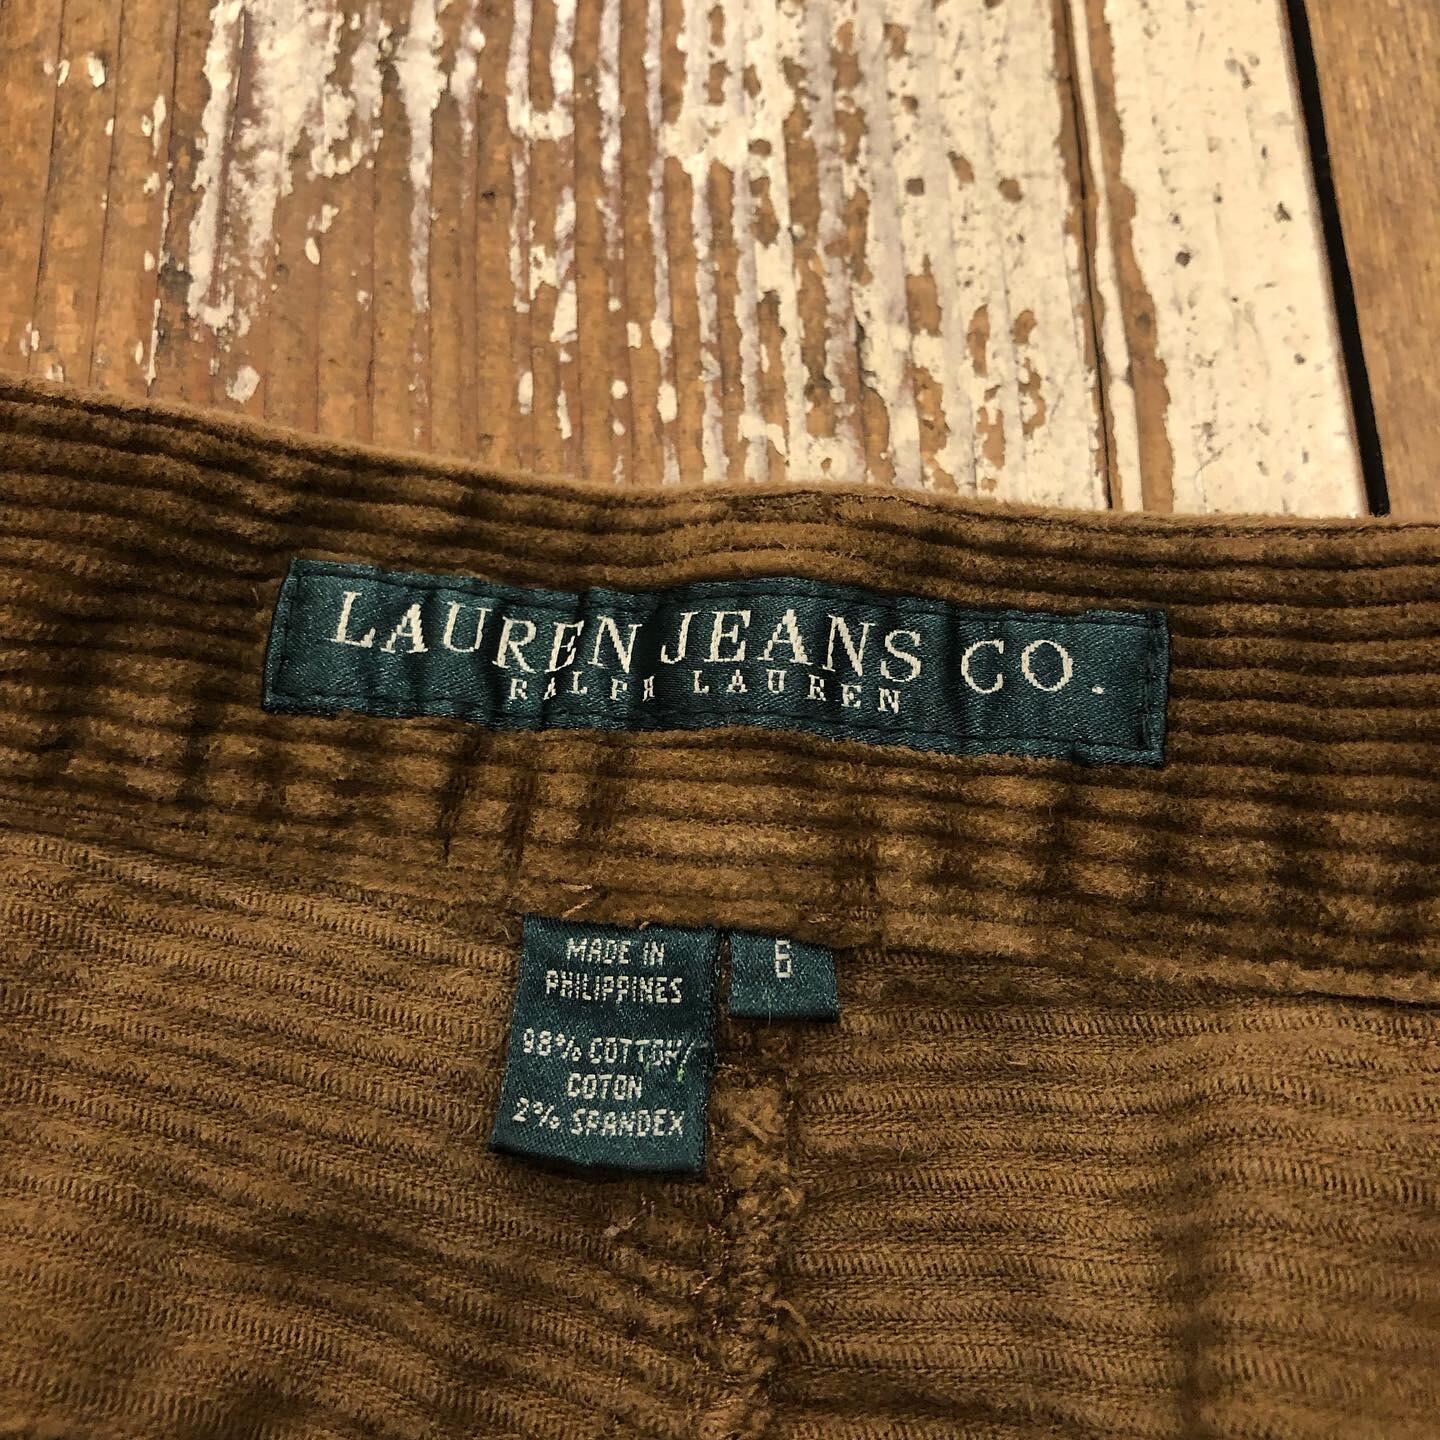 LAUREN JEANS CO.
RALPH LAUREN
MADE IN
PHILIPPINES
98% COTTON/
COTON
2% SPANDEX
6